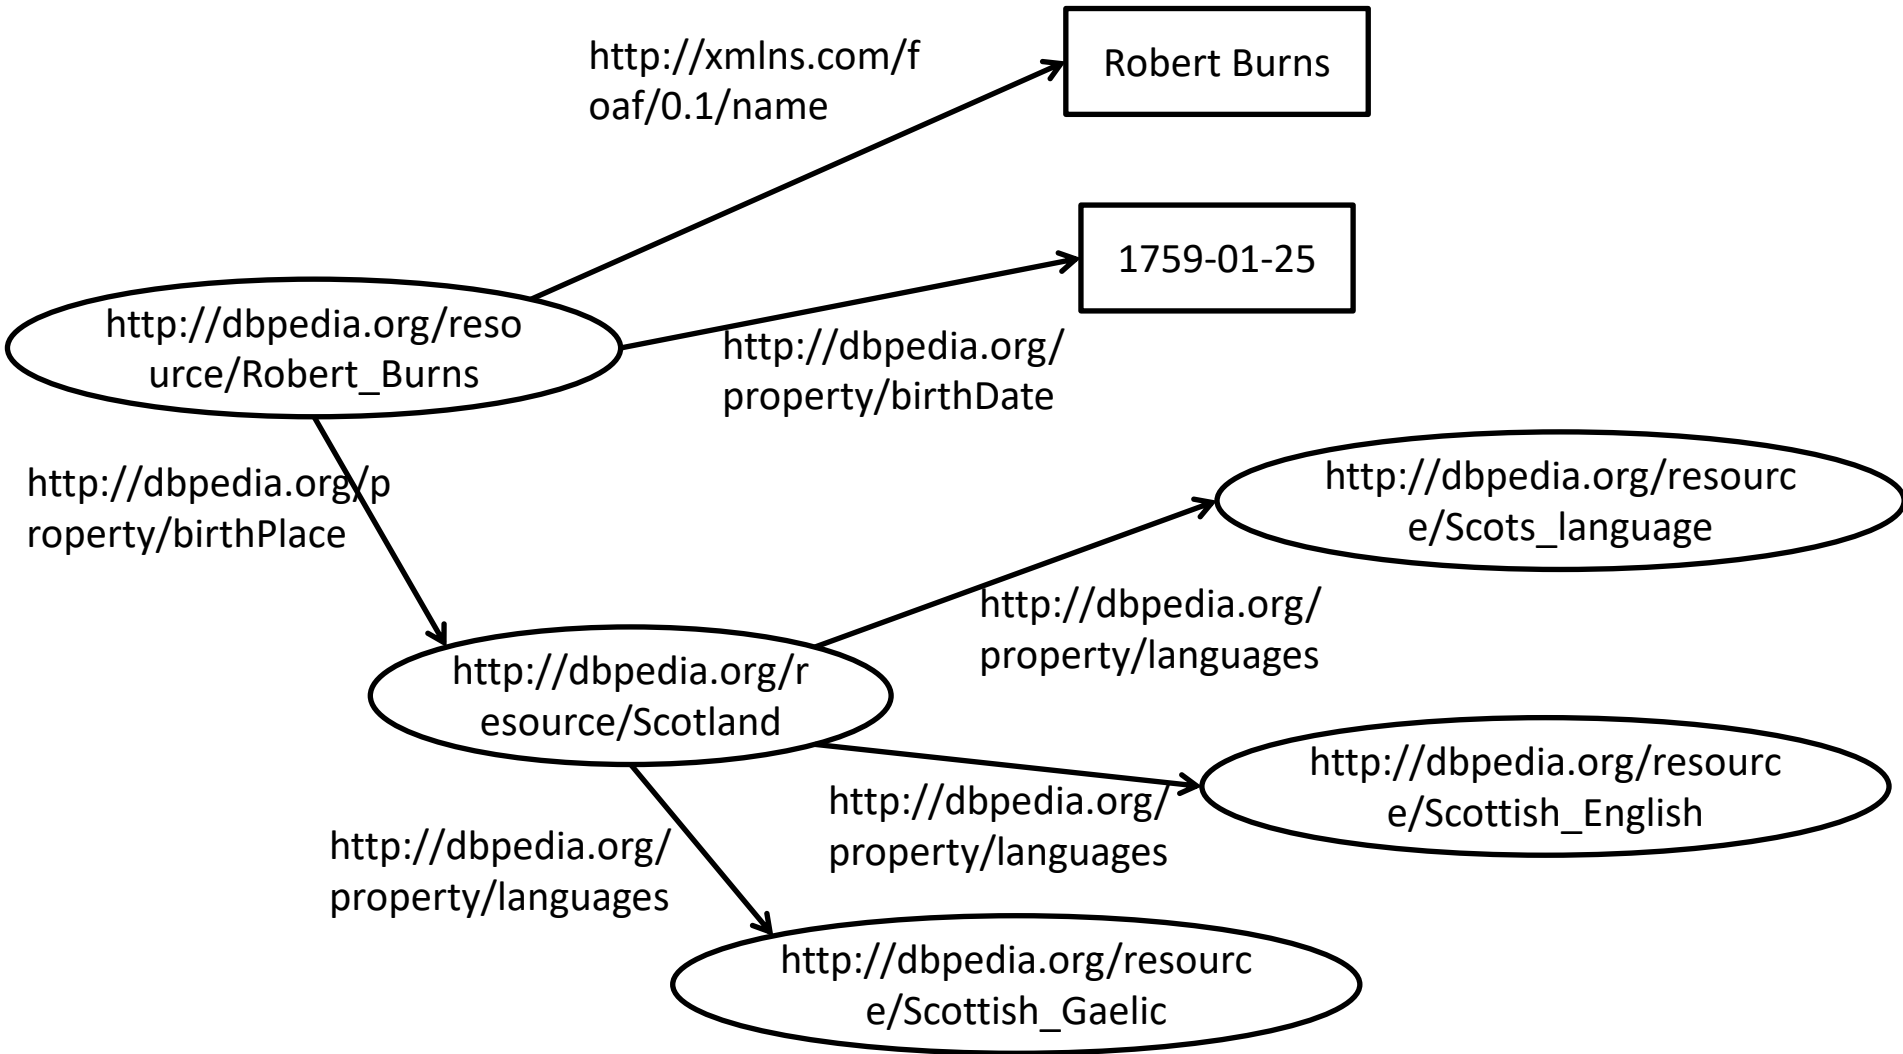 http://xmlns.com/f
oaf/0.1/name
Robert Burns
1759-01-25
http://dbpedia.org/reso
urce/Robert_Burns
http://dbpedia.org/
property/birthDate
http://dbpedia.org/p
roperty/birthPlace
http://dbpedia.org/resourc
e/Scots_language
http://dbpedia.org/
property/languages
http://dbpedia.org/r
esource/Scotland
http://dbpedia.org/resourc
e/Scottish_English
http://dbpedia.org/
property/languages
http://dbpedia.org/
property/languages
http://dbpedia.org/resourc
e/Scottish_Gaelic